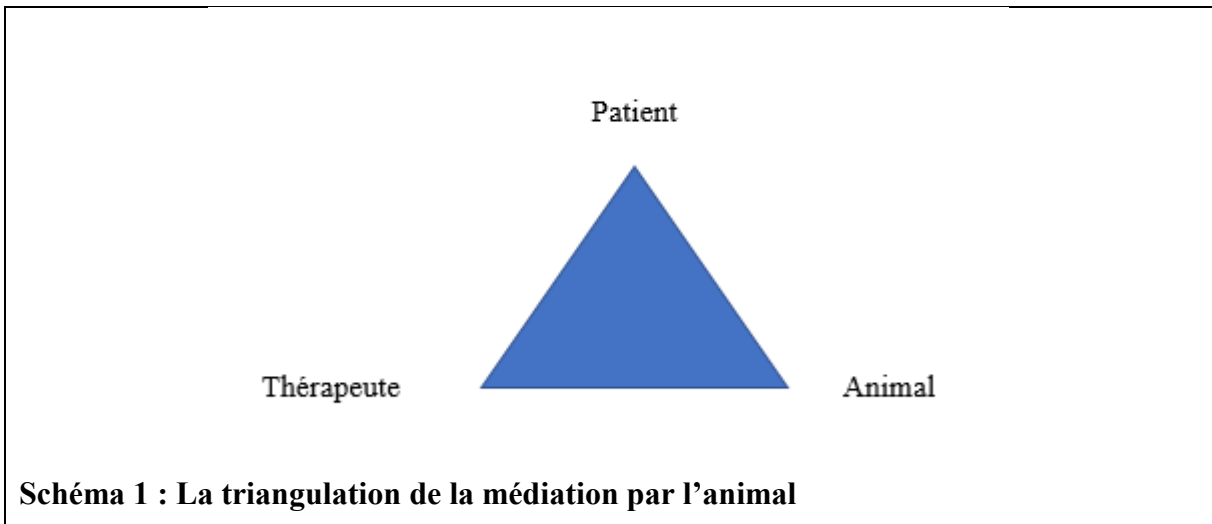 Patient
Thérapeute
Animal
Schéma 1 : La triangulation de la médiation par l’animal